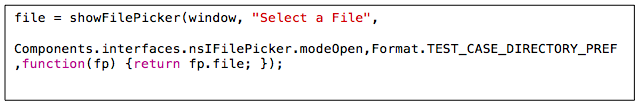 file = showFilePicker(window, "Select a File",
Components.interfaces.nsIFilePicker.modeOpen,Format.TEST_CASE_DIRECTORY_PREF
,function(fp) {return fp.file; });